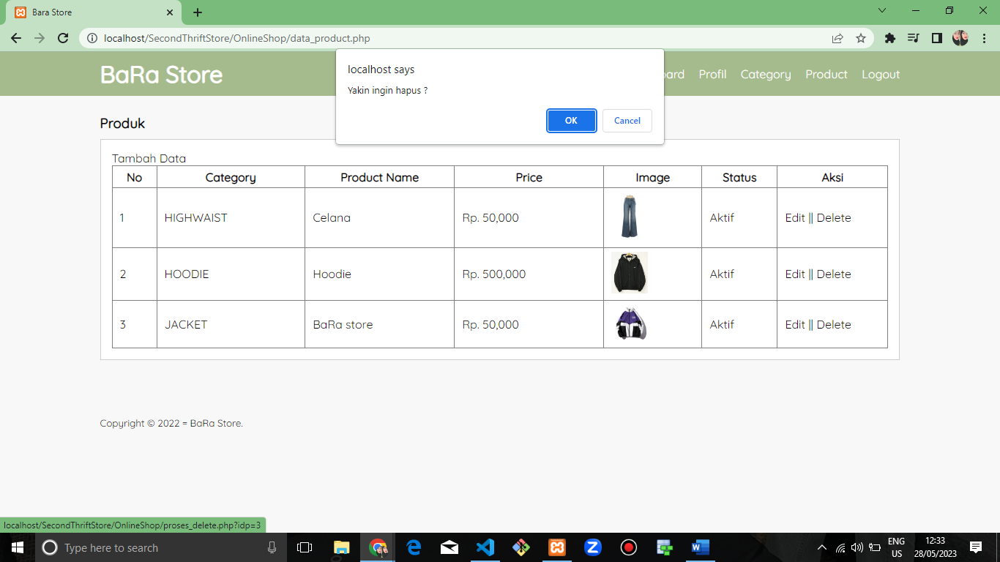 Bara Store
localhost/SecondThriftStore/OnlineShop/data_product.php
localhost says
Yakin ingin hapus ?
OK Cancel
BaRa Store
Profil Category Product Logout
Produk
Tambah Data
No Category Product Name Price Image Status Aksi
1 HIGHWAIST Celana Rp. 50,000 Aktif Edit || Delete
2 HOODIE Hoodie Rp. 500,000 Aktif Edit || Delete
3 JACKET BaRa store Rp. 50,000 Aktif Edit || Delete
Copyright © 2022 = BaRa Store.
localhost/SecondThriftStore/OnlineShop/proses_delete.php?idp=3
Type here to search
ENG
US
12:33
28/05/2023